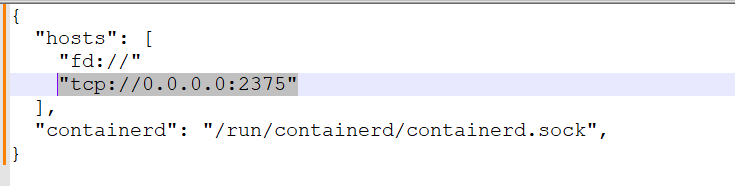 {
"hosts": [
"fd://"
"tcp://0.0.0.0:2375"
],
"containerd": "/run/containerd/containerd.sock",
}